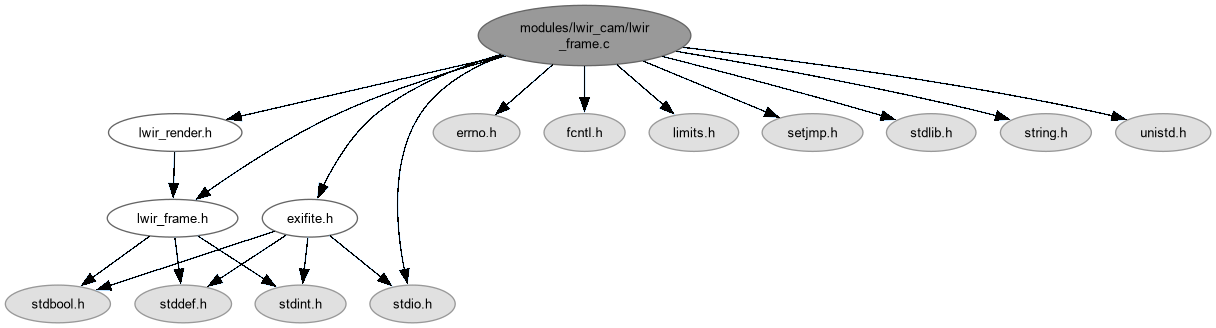 modules/lwir_cam/lwir
_frame.c
lwir_render.h
errno.h
fcntl.h
limits.h
setjmp.h
stdlib.h
string.h
unistd.h
lwir_frame.h
exifite.h
stdbool.h
stddef.h
stdint.h
stdio.h